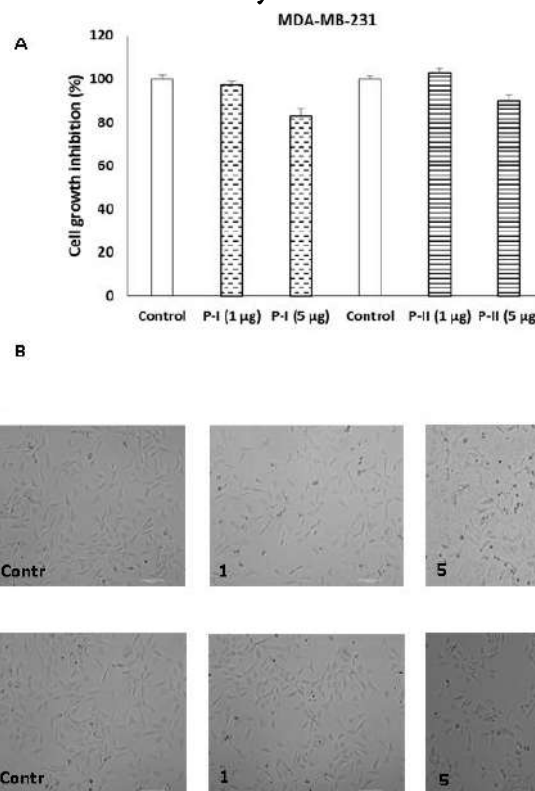 MDA-MB-231
A
120
100
80
60
40
20
0
Cell growth inhibition (%)
Control P-I (1 µg) P-I (5 µg) Control P-II (1 µg) P-II (5 µg
B
Contr 1 5
Contr 1 5